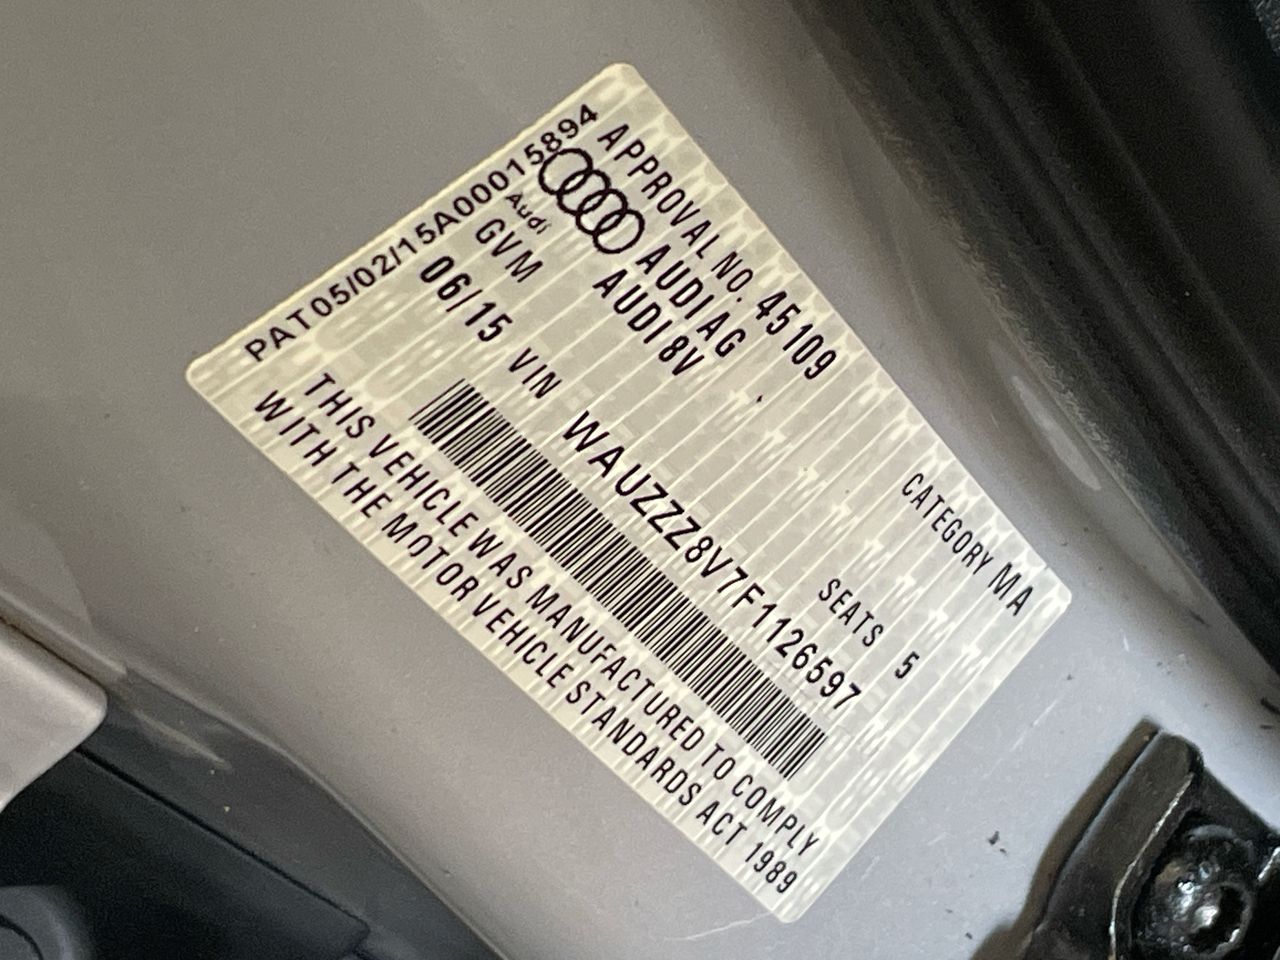 PAT05/02/15A00015894
APPROVAL NO. 45109
CATEGORY MA
Audi
AUDI AG
AUDI 8V
SEATS 5
GVM
06/15 VIN WAUZZZ8V7F1126597
THIS VEHICLE WAS MANUFACTURED TO COMPLY
WITH THE MOTOR VEHICLE STANDARDS ACT 1989